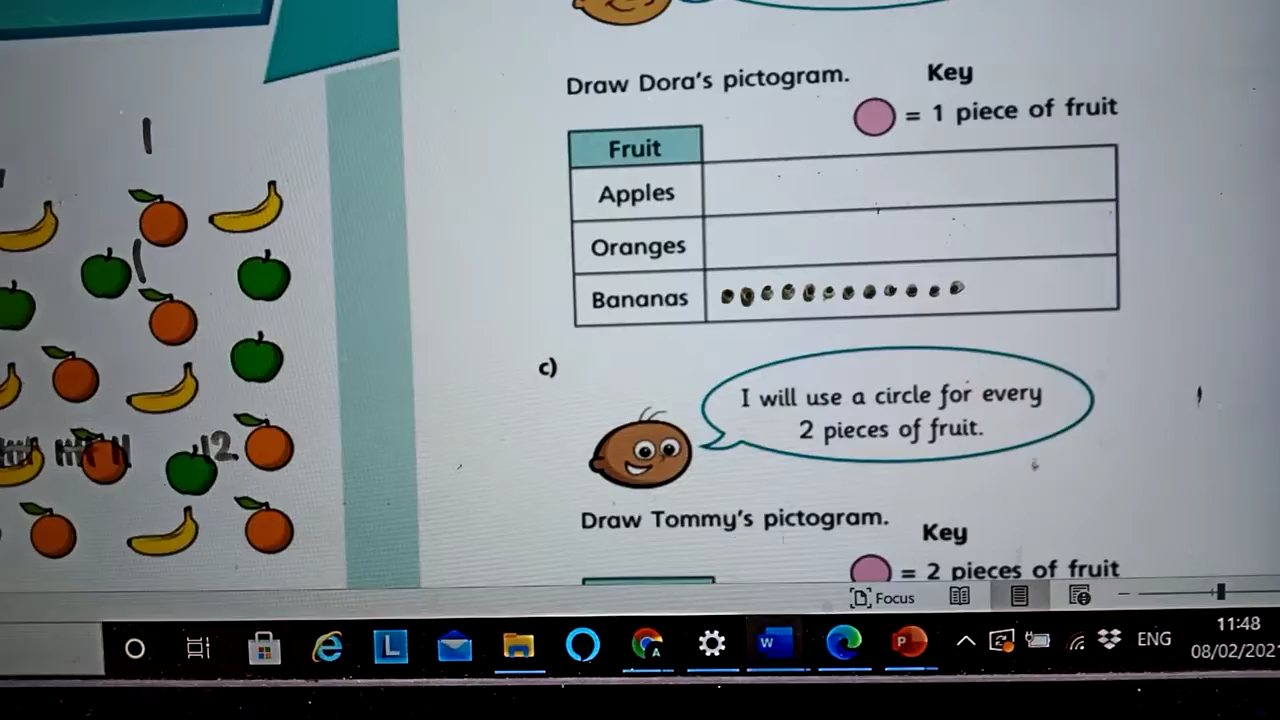 Draw Dora's pictogram.
Key
= 1 piece of fruit
Fruit
Apples
Oranges
Bananas
c)
I will use a circle for every
2 pieces of fruit.
Draw Tommy's pictogram.
Key
= 2 pieces of fruit
12
Focus
ENG
11:48
08/02/202